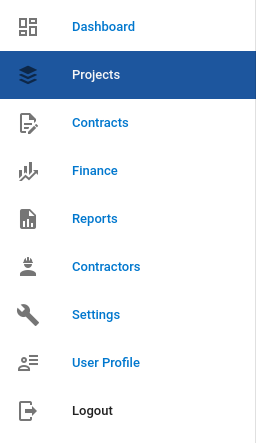 Dashboard
Projects
Contracts
Finance
Reports
Contractors
Settings
User Profile
Logout